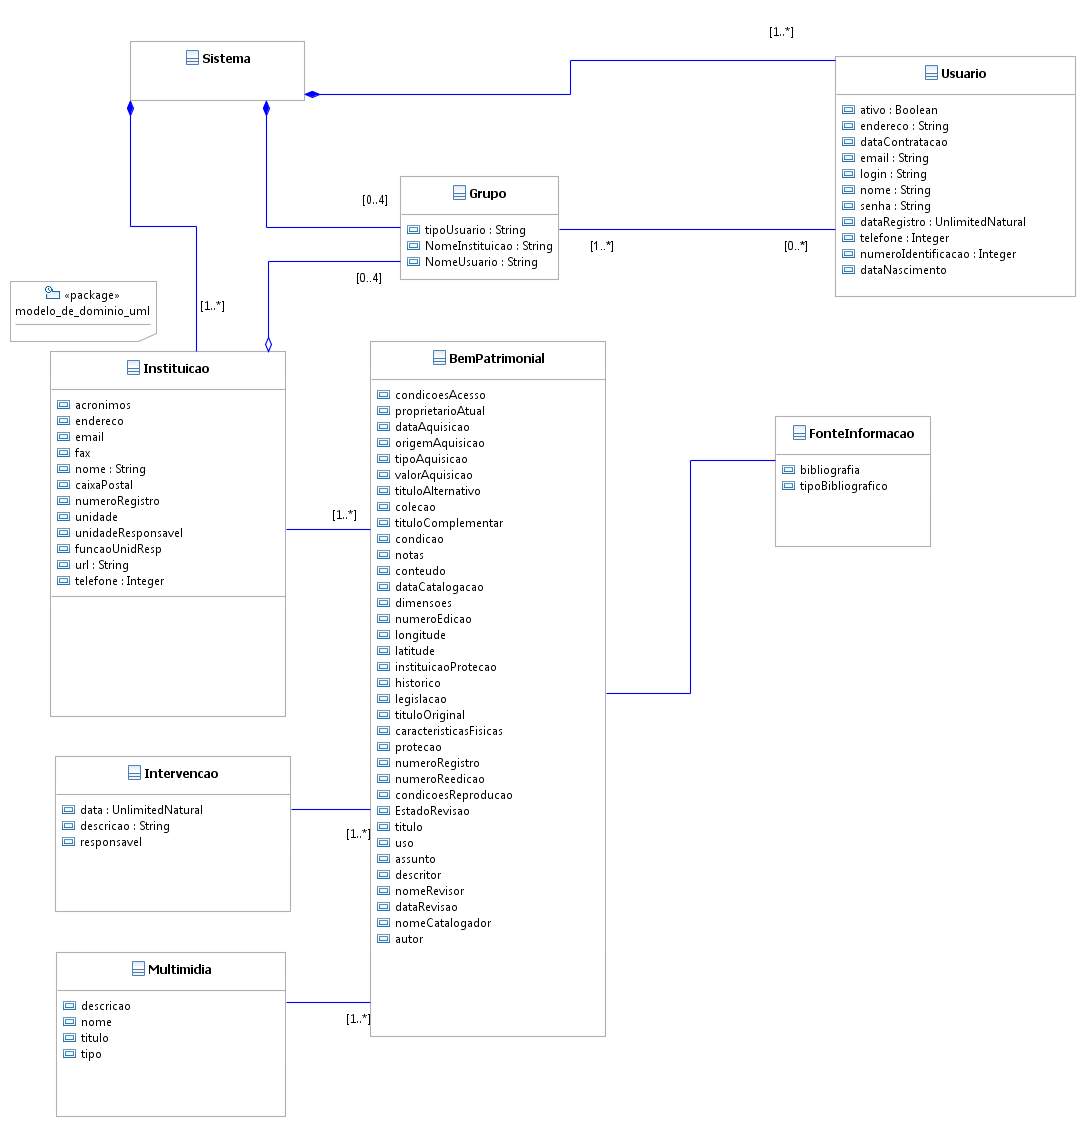 Sistema
[1..*]
Usuario
ativo : Boolean
endereco : String
dataContratacao
email : String
login : String
nome : String
senha : String
dataRegistro : UnlimitedNatural
telefone : Integer
numeroIdentificacao : Integer
dataNascimento
[0..4]
Grupo
tipoUsuario : String
NomeInstituicao : String
NomeUsuario : String
[1..*]
[0..*]
[0..4]
«package»
modelo_de_dominio_uml
[1..*]
Instituicao
acronimos
endereco
email
fax
nome : String
caixaPostal
numeroRegistro
unidade
unidadeResponsavel
funcaoUnidResp
url : String
telefone : Integer
[1..*]
BemPatrimonial
condicoesAcesso
proprietarioAtual
dataAquisicao
origemAquisicao
tipoAquisicao
valorAquisicao
tituloAlternativo
colecao
tituloComplementar
condicao
notas
conteudo
dataCatalogacao
dimensoes
numeroEdicao
longitude
latitude
instituicaoProtecao
historico
legislacao
tituloOriginal
caracteristicasFisicas
protecao
numeroRegistro
numeroReedicao
condicoesReproducao
EstadoRevisao
titulo
uso
assunto
descritor
nomeRevisor
dataRevisao
nomeCatalogador
autor
FonteInformacao
bibliografia
tipoBibliografico
Intervencao
data : UnlimitedNatural
descricao : String
responsavel
[1..*]
Multimidia
descricao
nome
titulo
tipo
[1..*]